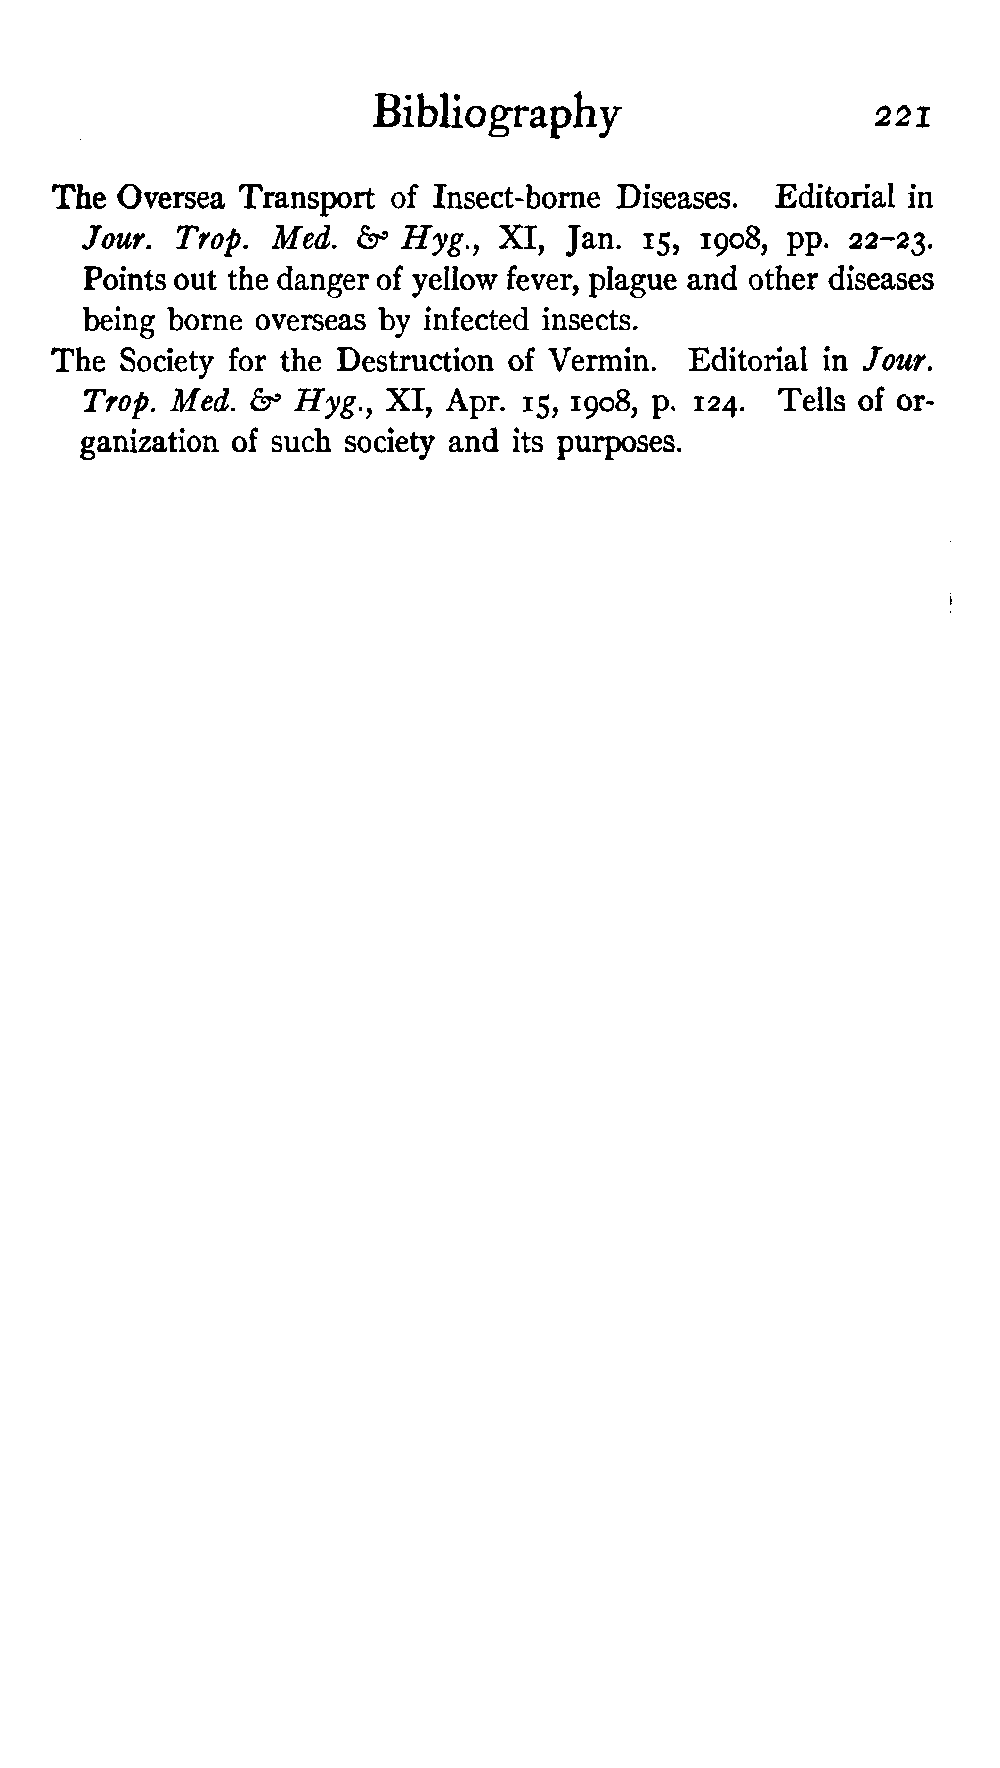 Bibliography 221
The Oversea Transport of Insect-borne Diseases. Editorial in
Jour. Trop. Med. & Hyg., XI, Jan. 15, 1908, pp. 22–23.
Points out the danger of yellow fever, plague and other diseases
being borne overseas by infected insects.
The Society for the Destruction of Vermin. Editorial in Jour.
Trop. Med. & Hyg., XI, Apr. 15, 1908, p. 124. Tells of or-
ganization of such society and its purposes.